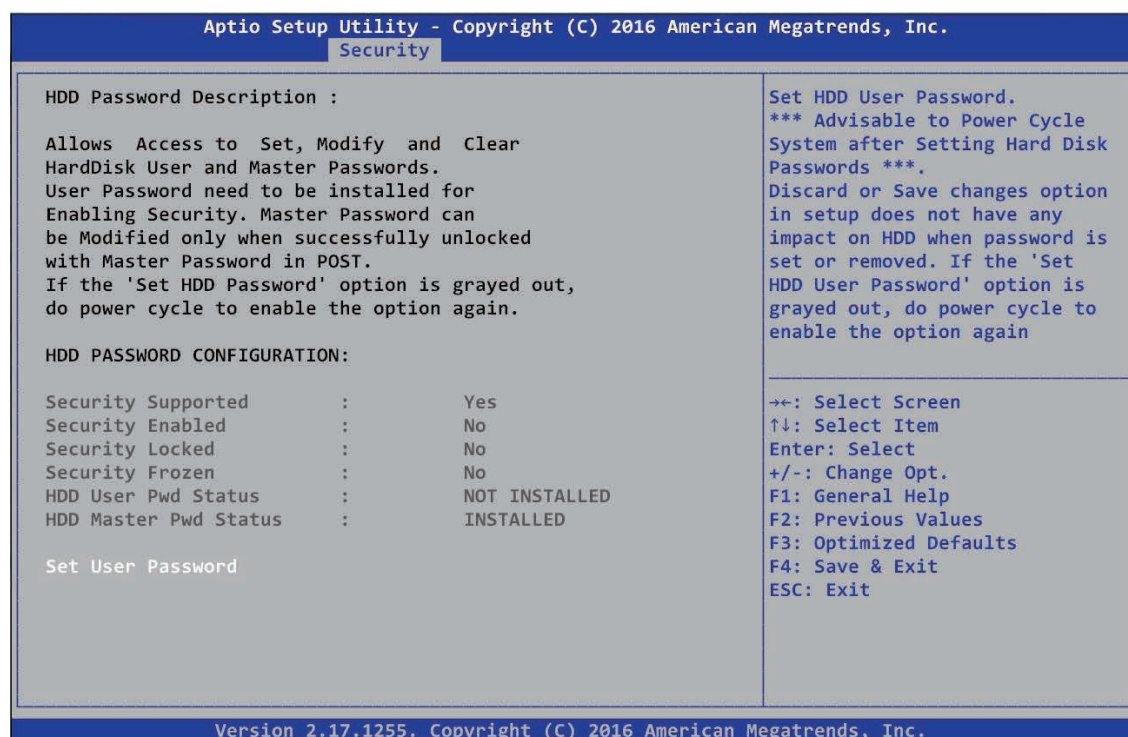 Aptio Setup Utility - Copyright (C) 2016 American Megatrends, Inc.
Security
HDD Password Description :
Allows Access to Set, Modify and Clear
HardDisk User and Master Passwords.
User Password need to be installed for
Enabling Security. Master Password can
be Modified only when successfully unlocked
with Master Password in POST.
If the 'Set HDD Password' option is grayed out,
do power cycle to enable the option again.
HDD PASSWORD CONFIGURATION:
Security Supported : Yes
Security Enabled : No
Security Locked : No
Security Frozen : No
HDD User Pwd Status : NOT INSTALLED
HDD Master Pwd Status : INSTALLED
Set User Password
Set HDD User Password.
*** Advisable to Power Cycle
System after Setting Hard Disk
Passwords ***.
Discard or Save changes option
in setup does not have any
impact on HDD when password is
set or removed. If the 'Set
HDD User Password' option is
grayed out, do power cycle to
enable the option again
→←: Select Screen
↑↓: Select Item
Enter: Select
+/-: Change Opt.
F1: General Help
F2: Previous Values
F3: Optimized Defaults
F4: Save & Exit
ESC: Exit
Version 2.17.1255. Copyright (C) 2016 American Megatrends, Inc.